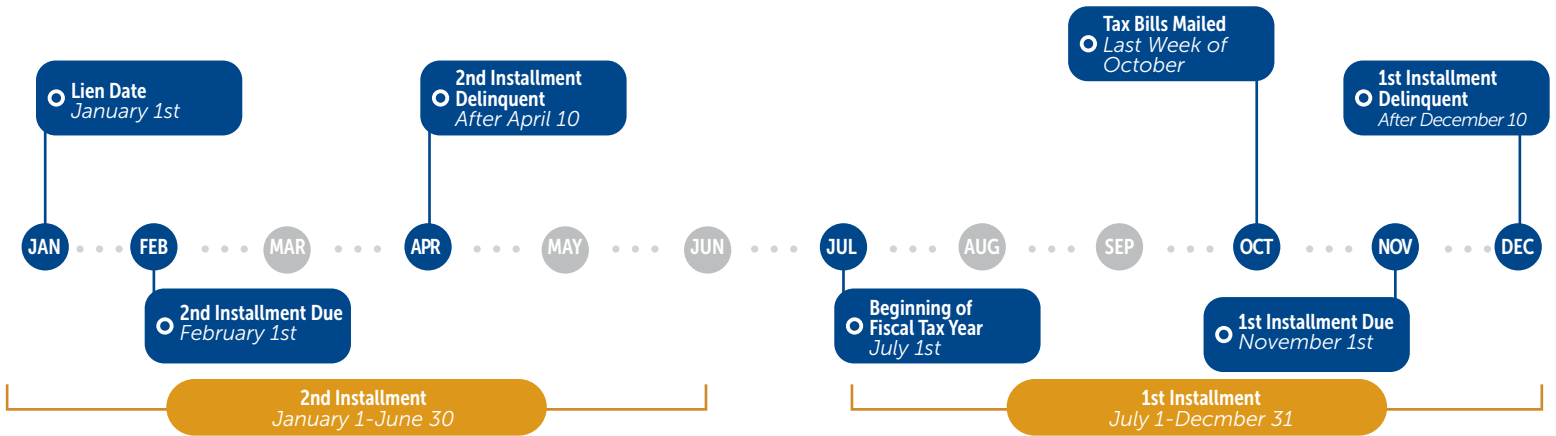 Tax Bills Mailed
Last Week of
October
Lien Date
January 1st
2nd Installment
Delinquent
After April 10
1st Installment
Delinquent
After December 10
JAN
FEB
MAR
APR
MAY
JUN
JUL
AUG
SEP
OCT
NOV
DEC
2nd Installment Due
February 1st
Beginning of
Fiscal Tax Year
July 1st
1st Installment Due
November 1st
2nd Installment
January 1-June 30
1st Installment
July 1-Decmber 31